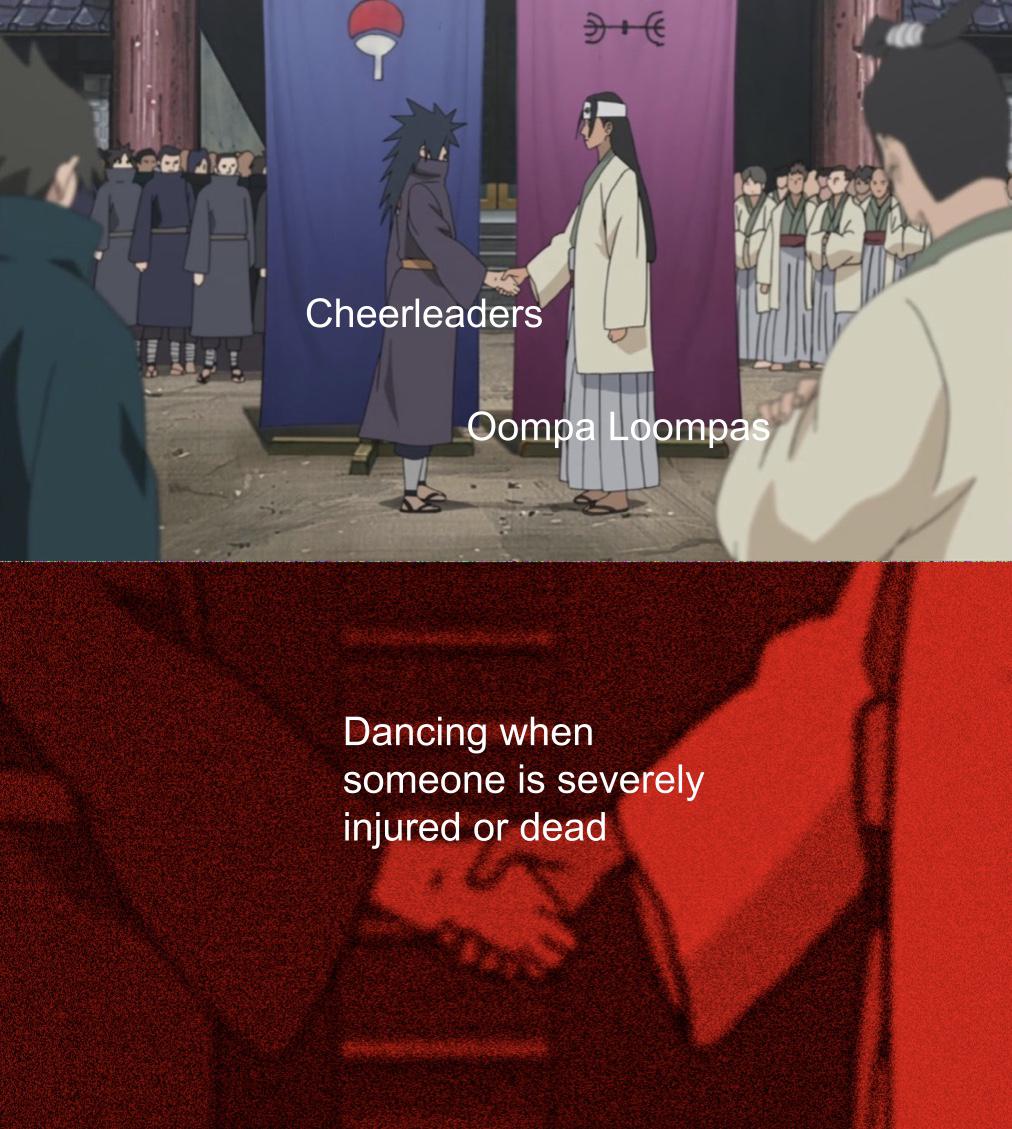 Cheerleaders
Oompa Loompas
Dancing when
someone is severely
injured or dead